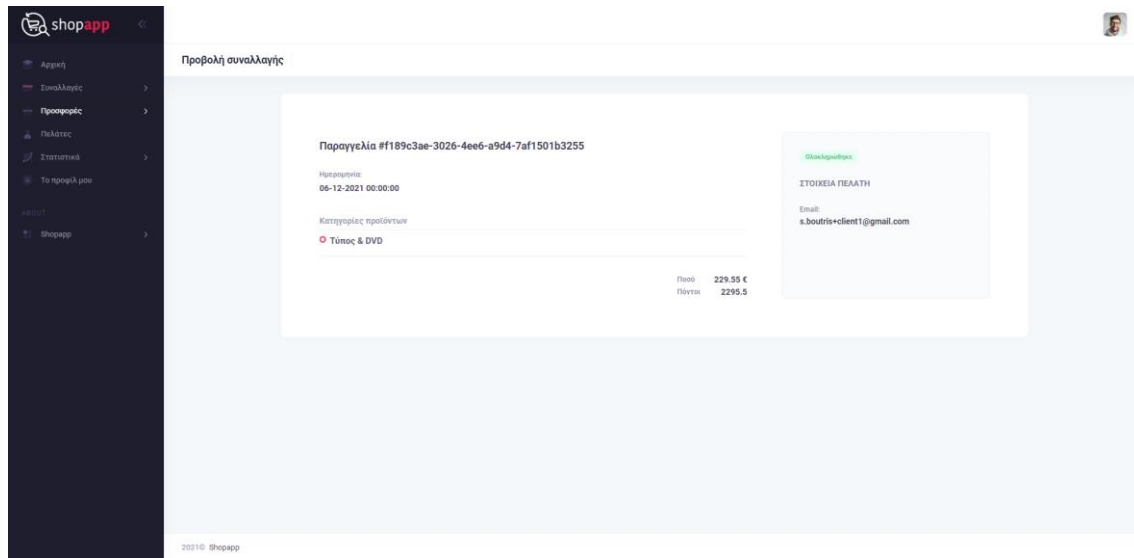 shopapp
Αρχική
Συναλλαγές
Προσφορές
Πελάτες
Στατιστικά
Το προφίλ μου
ABOUT
Shopapp
Προβολή συναλλαγής
Παραγγελία #f189c3ae-3026-4ee6-a9d4-7af1501b3255
Ημερομηνία:
06-12-2021 00:00:00
Κατηγορίες προϊόντων
Τύπος & DVD
Ποσό 229.55 €
Πόντοι 2295.5
Ολοκληρώθηκε
ΣΤΟΙΧΕΙΑ ΠΕΛΑΤΗ
Email:
s.boutris+client1@gmail.com
2021© Shopapp